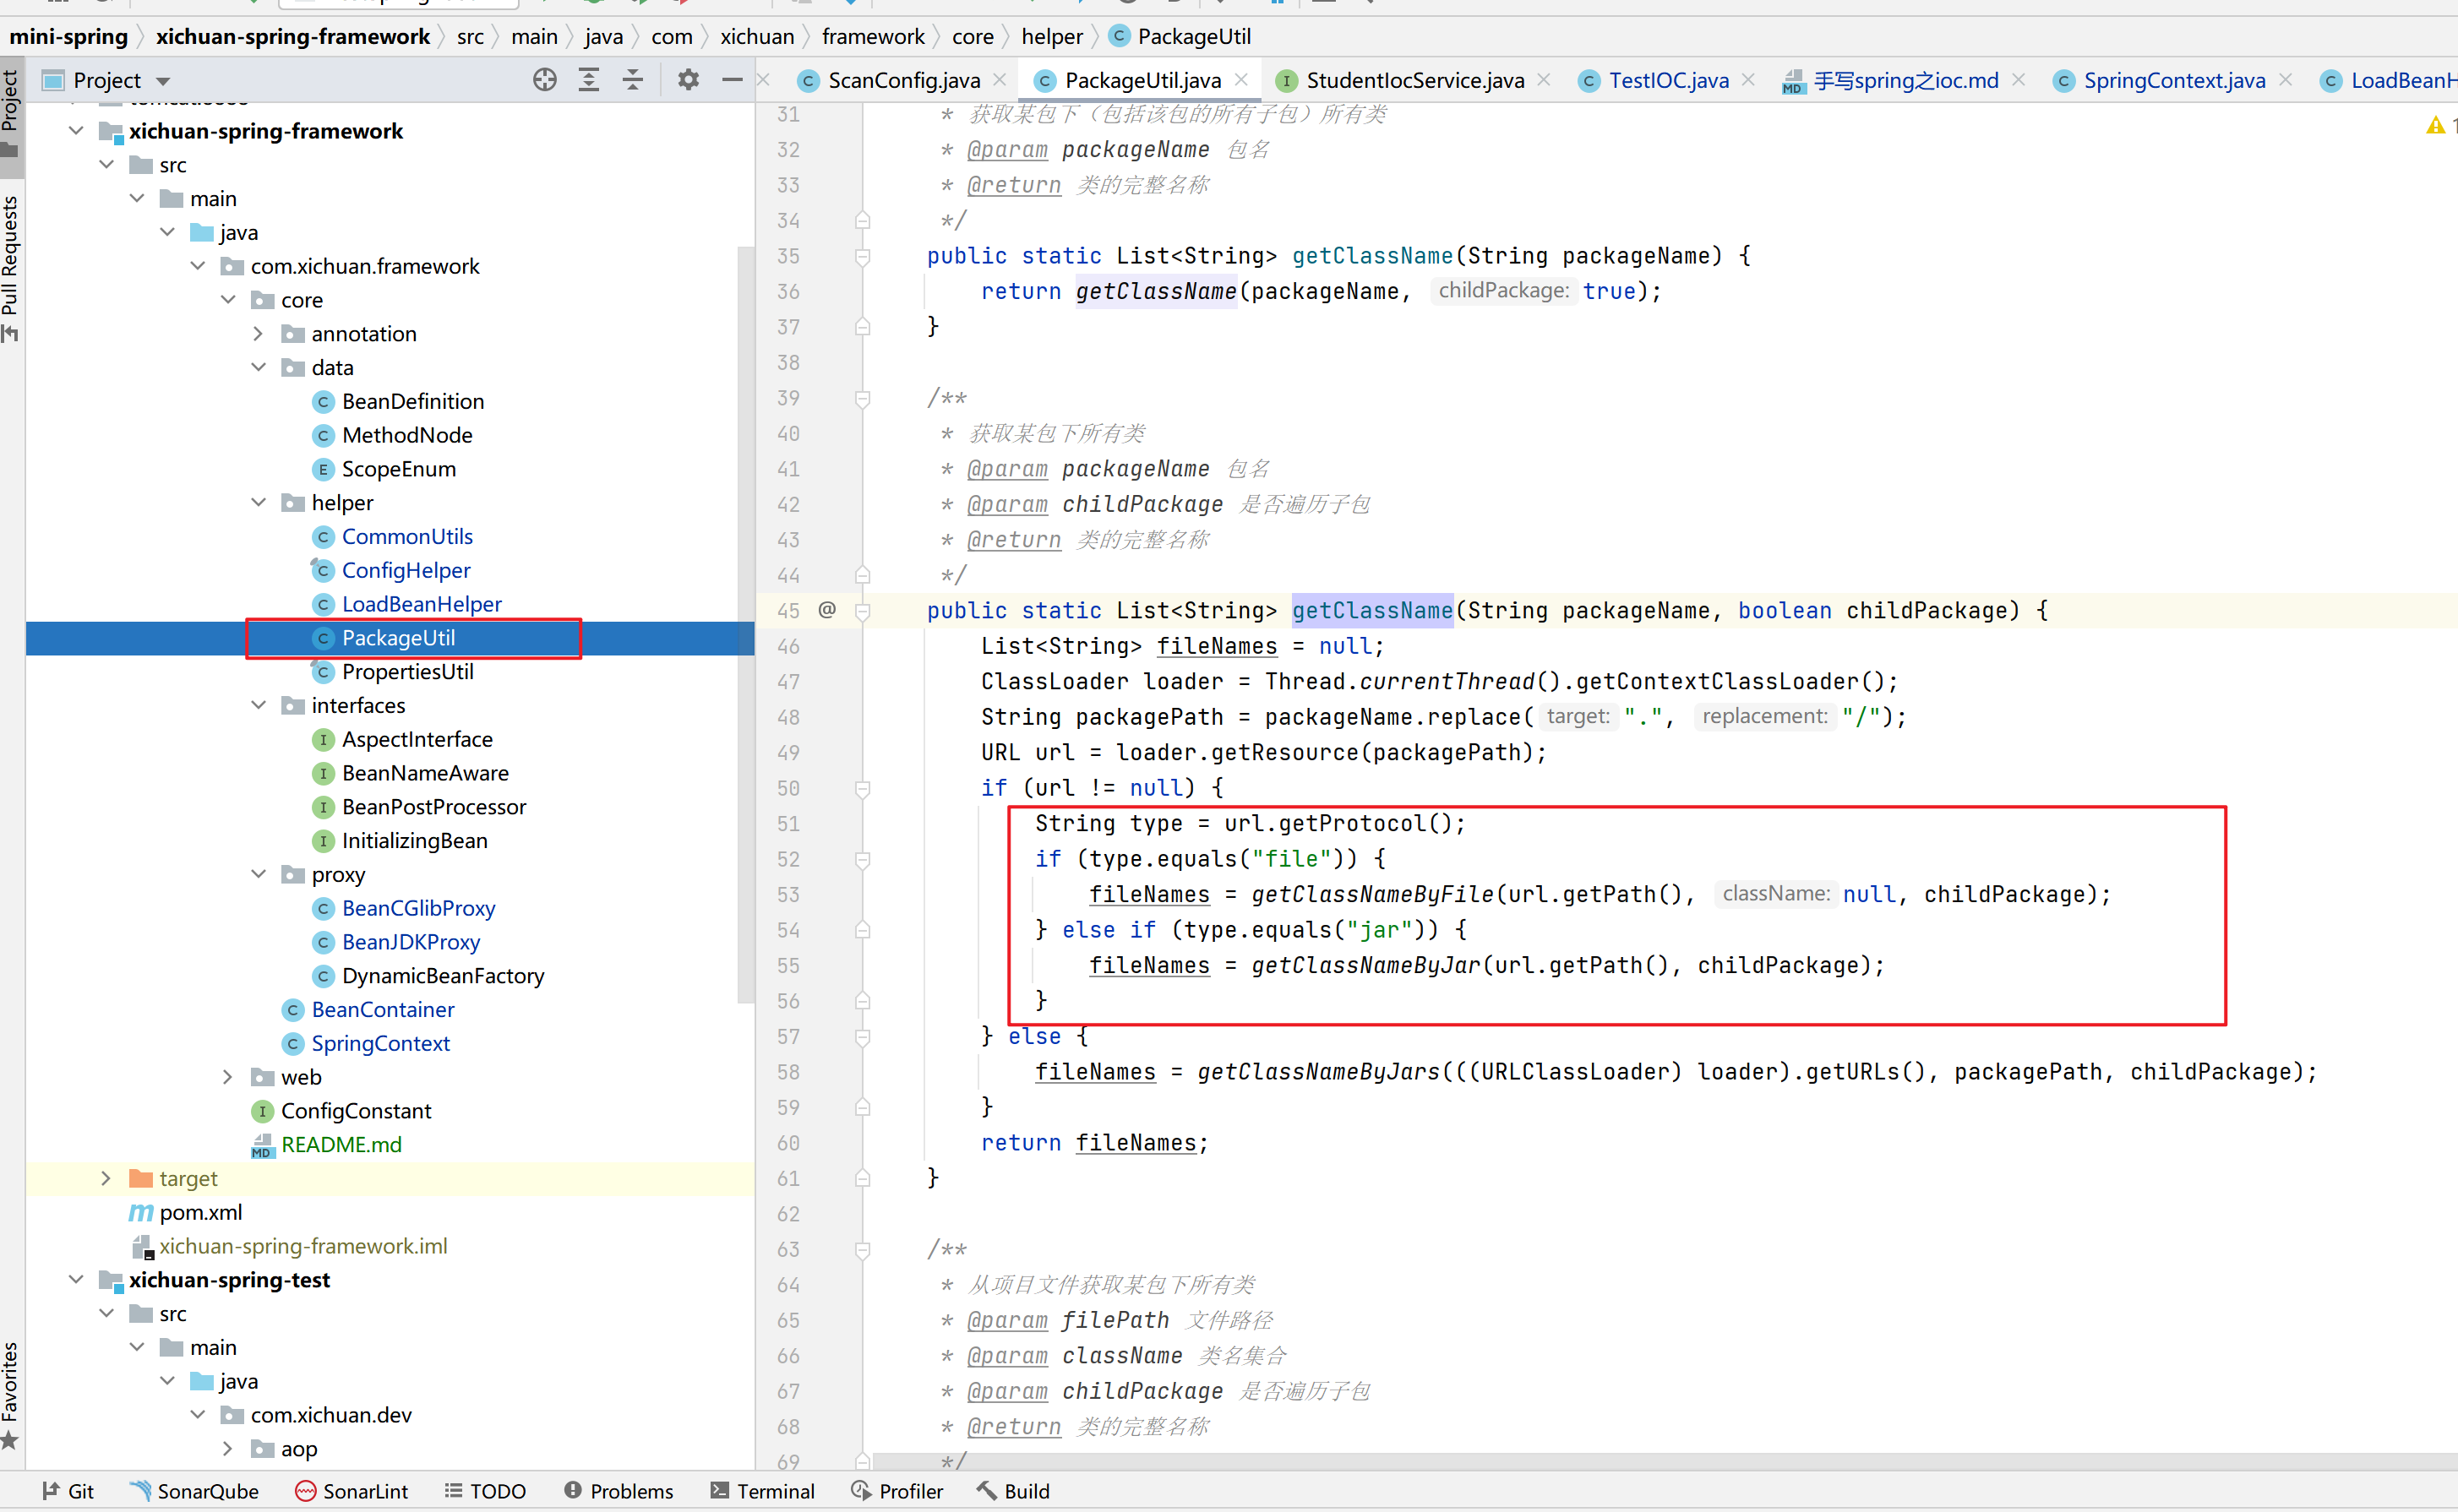 mini-spring xichuan-spring-framework src main java com xichuan framework core helper PackageUtil
Project
ScanConfig.java PackageUtil.java StudentIocService.java TestIOC.java 手写spring之ioc.md SpringContext.java LoadBeanH
Project
Pull Requests
Favorites
xichuan-spring-framework
src
main
java
com.xichuan.framework
core
annotation
data
BeanDefinition
MethodNode
ScopeEnum
helper
CommonUtils
ConfigHelper
LoadBeanHelper
PackageUtil
PropertiesUtil
interfaces
AspectInterface
BeanNameAware
BeanPostProcessor
InitializingBean
proxy
BeanCGlibProxy
BeanJDKProxy
DynamicBeanFactory
BeanContainer
SpringContext
web
ConfigConstant
README.md
target
pom.xml
xichuan-spring-framework.iml
xichuan-spring-test
src
main
java
com.xichuan.dev
aop
31 * 获取某包下（包括该包的所有子包）所有类
32 * @param packageName 包名
33 * @return 类的完整名称
34 */
35 public static List<String> getClassName(String packageName) {
36 return getClassName(packageName, childPackage: true);
37 }
38
39 /**
40 * 获取某包下所有类
41 * @param packageName 包名
42 * @param childPackage 是否遍历子包
43 * @return 类的完整名称
44 */
45 @ public static List<String> getClassName(String packageName, boolean childPackage) {
46 List<String> fileNames = null;
47 ClassLoader loader = Thread.currentThread().getContextClassLoader();
48 String packagePath = packageName.replace( target: ".", replacement: "/");
49 URL url = loader.getResource(packagePath);
50 if (url != null) {
51 String type = url.getProtocol();
52 if (type.equals("file")) {
53 fileNames = getClassNameByFile(url.getPath(), className: null, childPackage);
54 } else if (type.equals("jar")) {
55 fileNames = getClassNameByJar(url.getPath(), childPackage);
56 }
57 } else {
58 fileNames = getClassNameByJars(((URLClassLoader) loader).getURLs(), packagePath, childPackage);
59 }
60 return fileNames;
61 }
62
63 /**
64 * 从项目文件获取某包下所有类
65 * @param filePath 文件路径
66 * @param className 类名集合
67 * @param childPackage 是否遍历子包
68 * @return 类的完整名称
69 */
Git SonarQube SonarLint TODO Problems Terminal Profiler Build